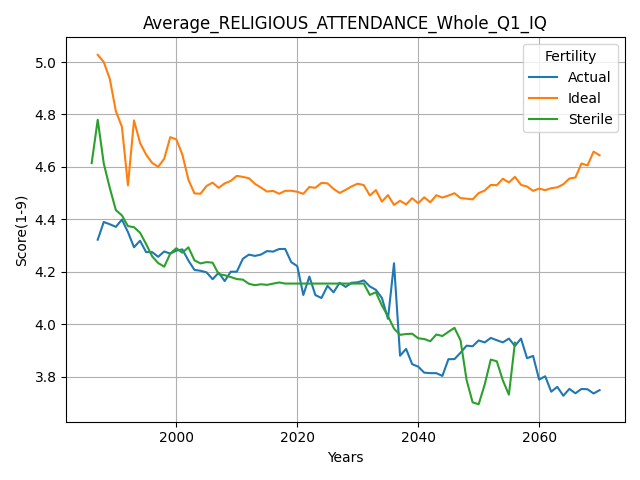 Average_RELIGIOUS_ATTENDANCE_Whole_Q1_IQ
Fertility
Actual
Ideal
Sterile
Score(1-9)
5.0
4.8
4.6
4.4
4.2
4.0
3.8
2000
2020
2040
2060
Years